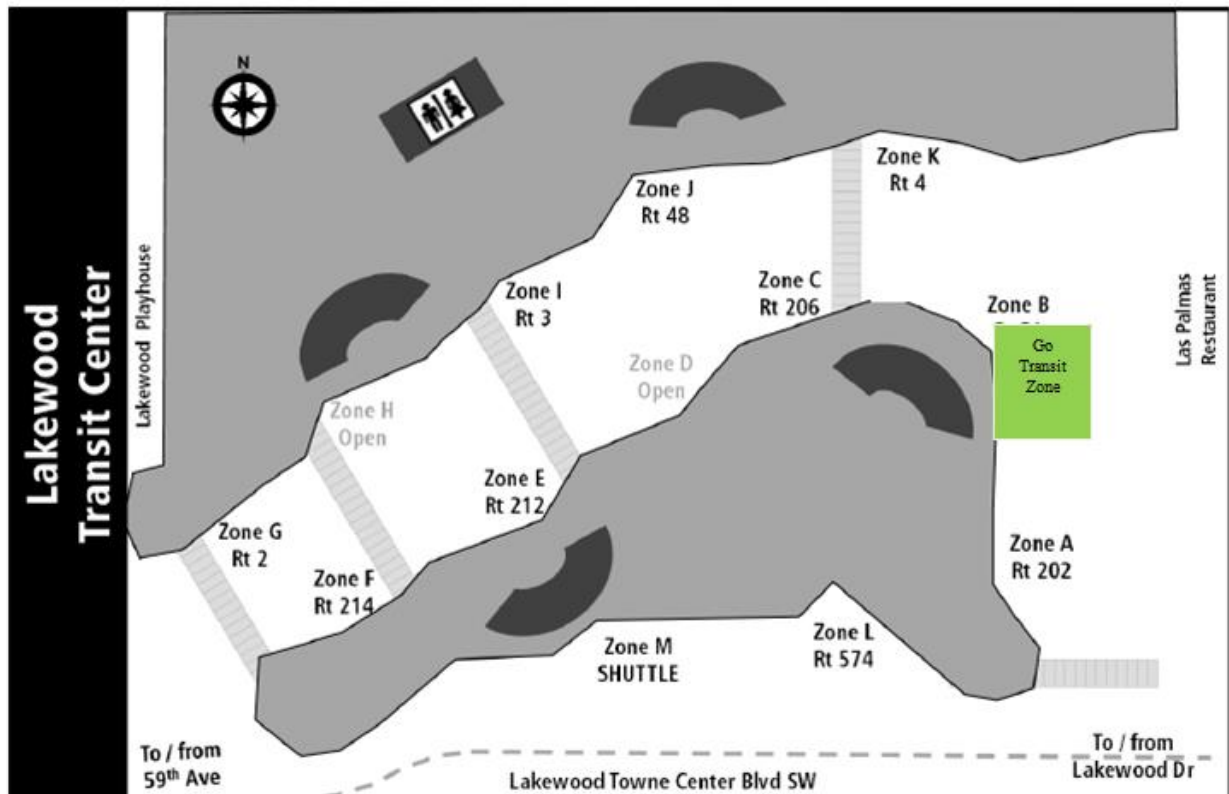 Lakewood
Transit Center
N
Lakewood Playhouse
Zone J
Rt 48
Zone K
Rt 4
Zone I
Rt 3
Zone C
Rt 206
Zone B
Go
Transit
Zone
Las Palmas
Restaurant
Zone D
Open
Zone H
Open
Zone E
Rt 212
Zone G
Rt 2
Zone F
Rt 214
Zone A
Rt 202
Zone M
SHUTTLE
Zone L
Rt 574
To / from
59th Ave
Lakewood Towne Center Blvd SW
To / from
Lakewood Dr